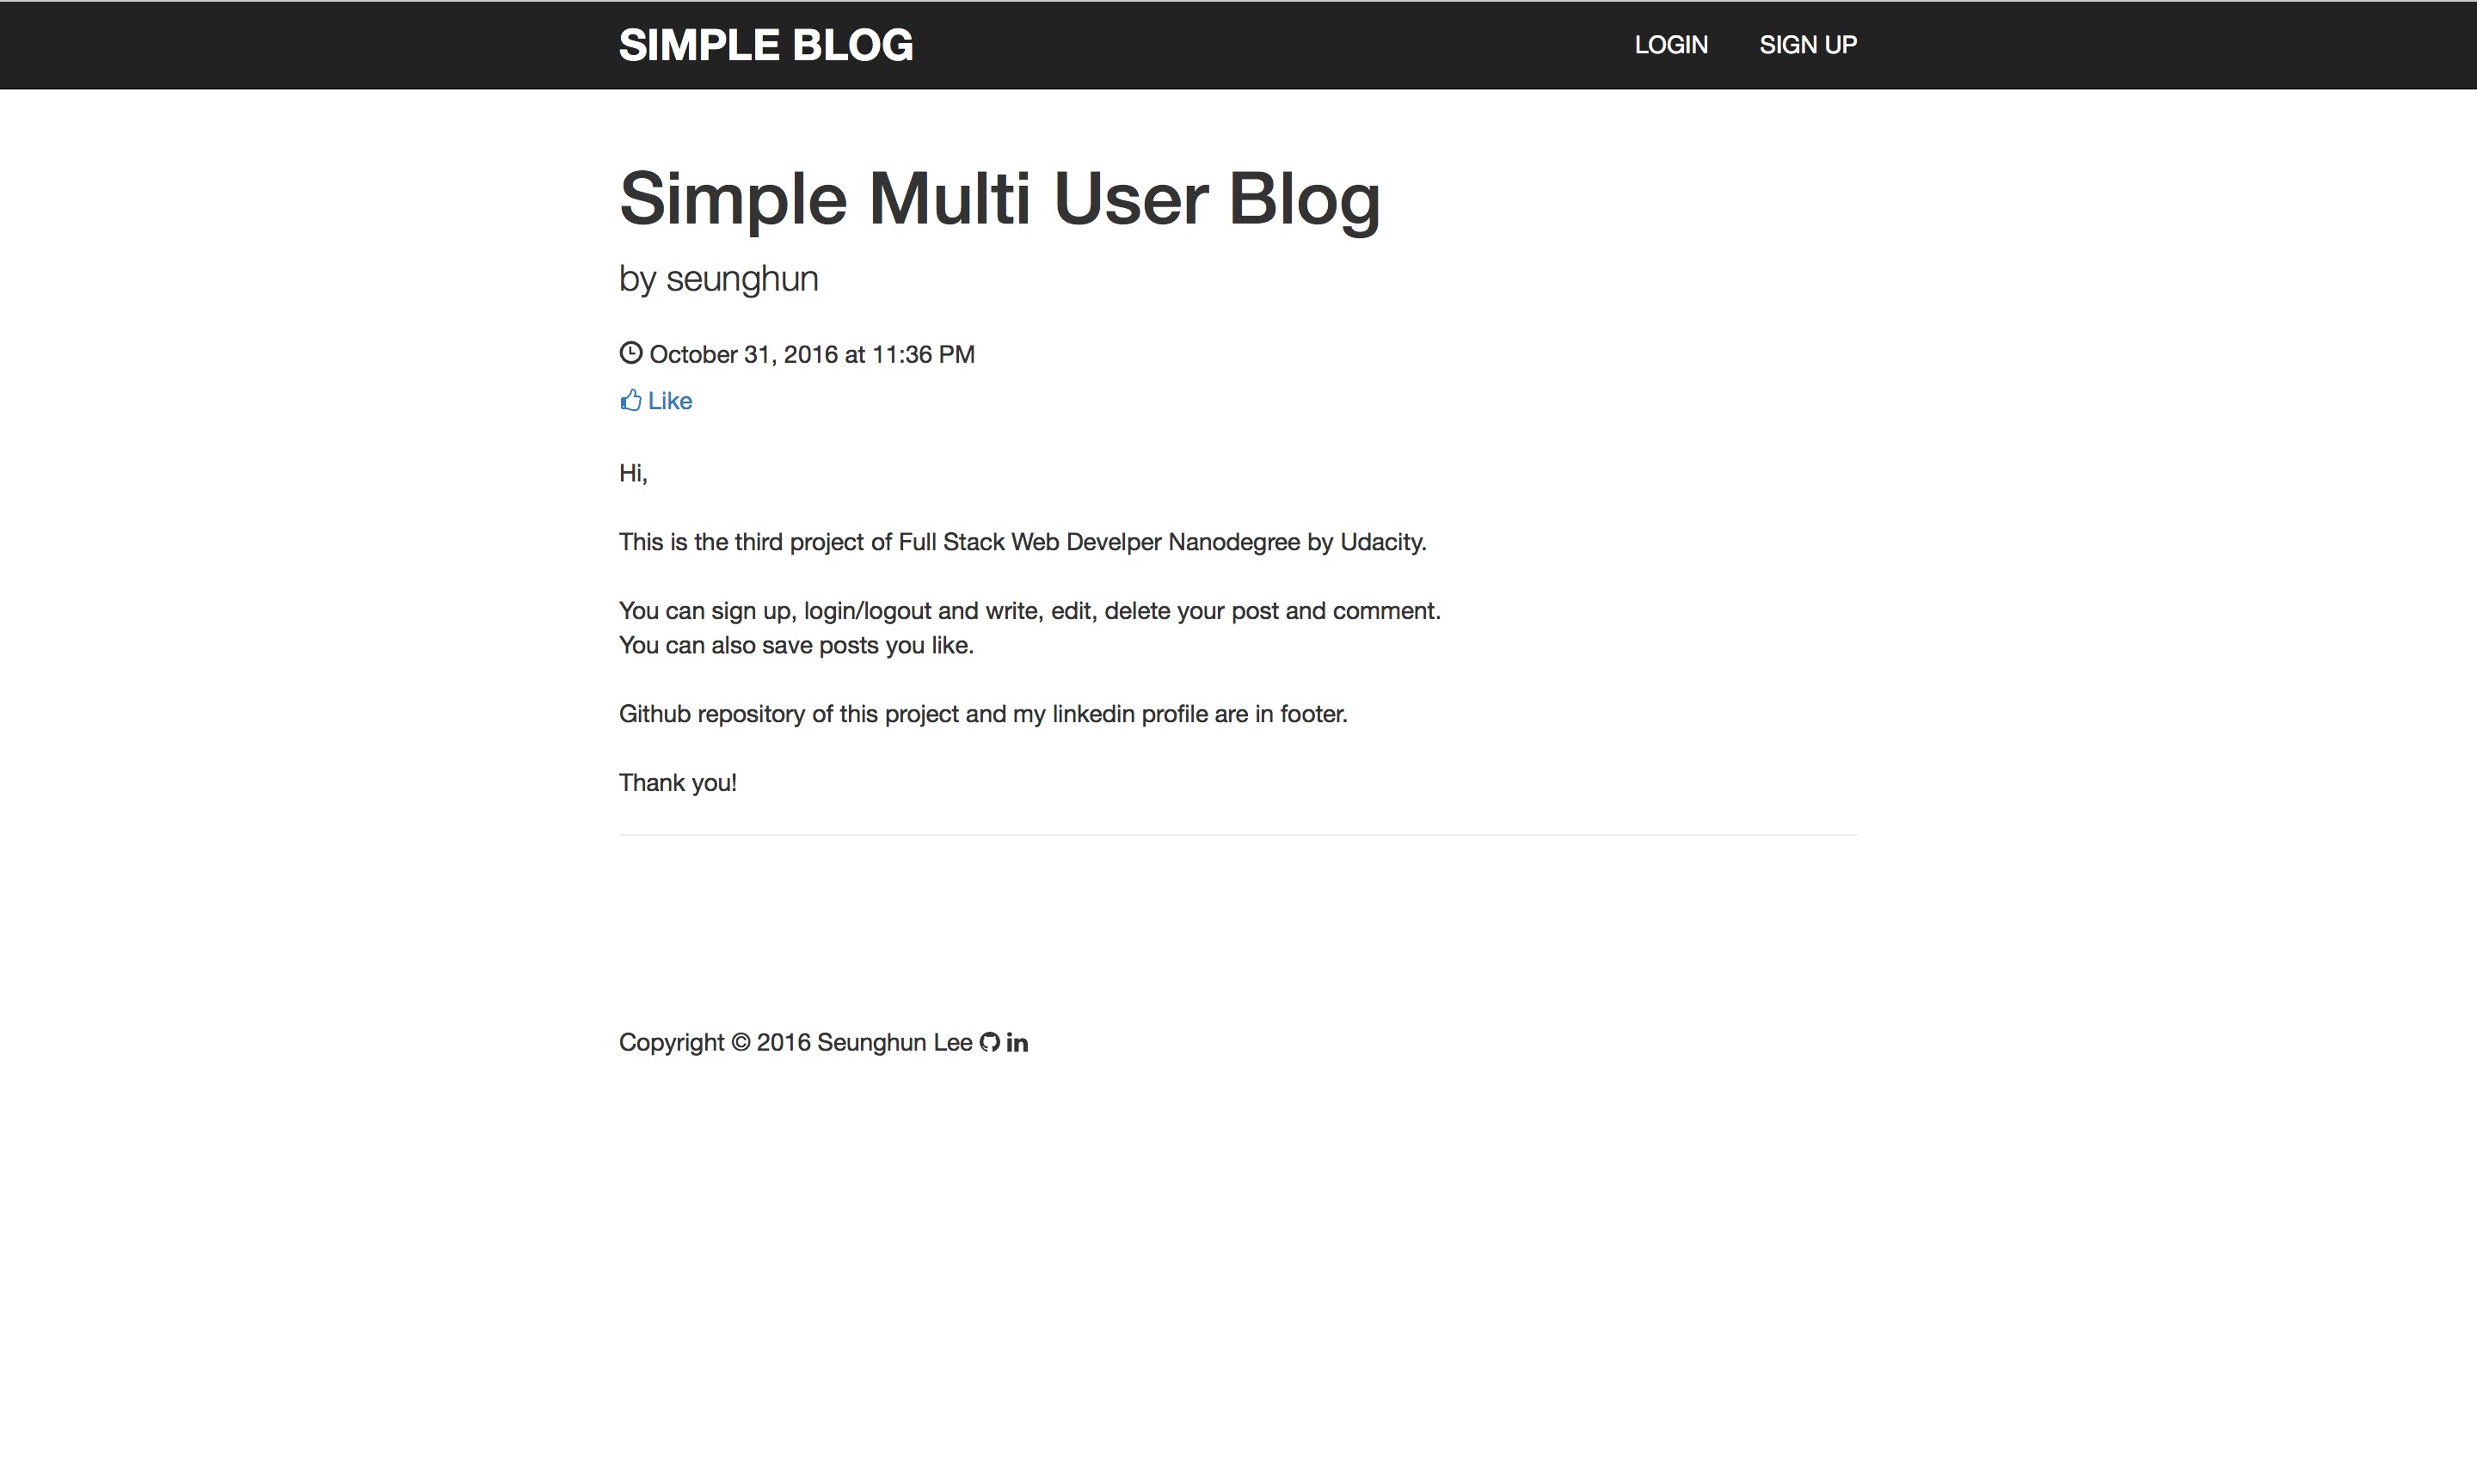 SIMPLE BLOG
LOGIN
SIGN UP
Simple Multi User Blog
by seunghun
October 31, 2016 at 11:36 PM
Like
Hi,
This is the third project of Full Stack Web Develper Nanodegree by Udacity.
You can sign up, login/logout and write, edit, delete your post and comment.
You can also save posts you like.
Github repository of this project and my linkedin profile are in footer.
Thank you!
Copyright © 2016 Seunghun Lee in